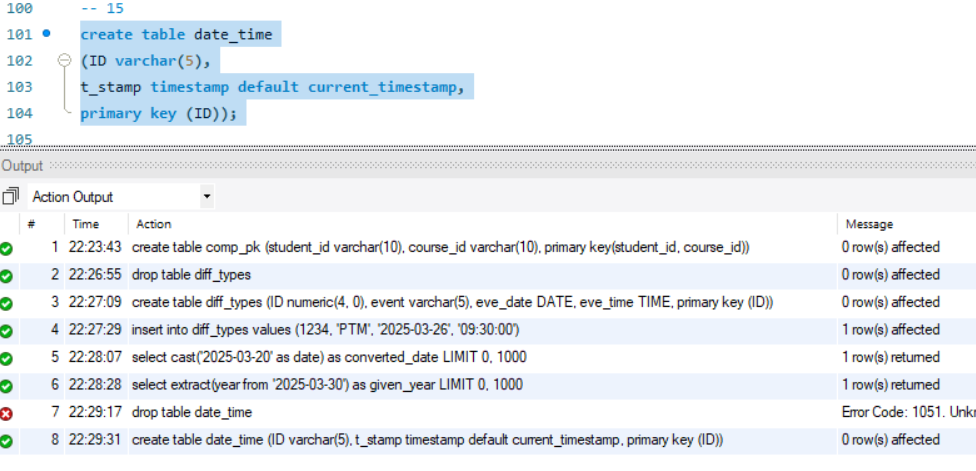 100 -- 15
101 create table date_time
102 (ID varchar(5),
103 t_stamp timestamp default current_timestamp,
104 primary key (ID));
105
Output
Action Output
# Time Action Message
1 22:23:43 create table comp_pk (student_id varchar(10), course_id varchar(10), primary key(student_id, course_id)) 0 row(s) affected
2 22:26:55 drop table diff_types 0 row(s) affected
3 22:27:09 create table diff_types (ID numeric(4, 0), event varchar(5), eve_date DATE, eve_time TIME, primary key (ID)) 0 row(s) affected
4 22:27:29 insert into diff_types values (1234, 'PTM', '2025-03-26', '09:30:00') 1 row(s) affected
5 22:28:07 select cast('2025-03-20' as date) as converted_date LIMIT 0, 1000 1 row(s) returned
6 22:28:28 select extract(year from '2025-03-30') as given_year LIMIT 0, 1000 1 row(s) returned
7 22:29:17 drop table date_time Error Code: 1051. Unk
8 22:29:31 create table date_time (ID varchar(5), t_stamp timestamp default current_timestamp, primary key (ID)) 0 row(s) affected